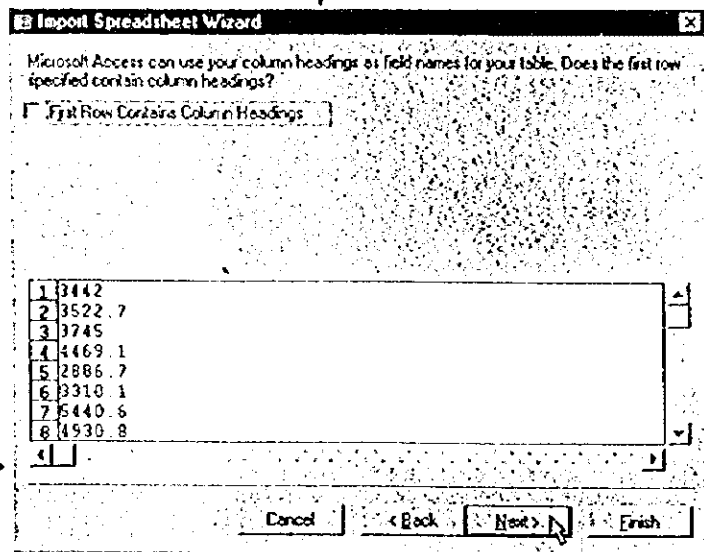 Import Spreadsheet Wizard
Microsoft Access can use your column headings as field names for your table. Does the first row
specified contain column headings?
First Row Contains Column Headings
1 3442
2 3522.7
3 3745
4 4469.1
5 2886.7
6 3310.1
7 5440.6
8 4930.8
Cancel < Back Next > Finish